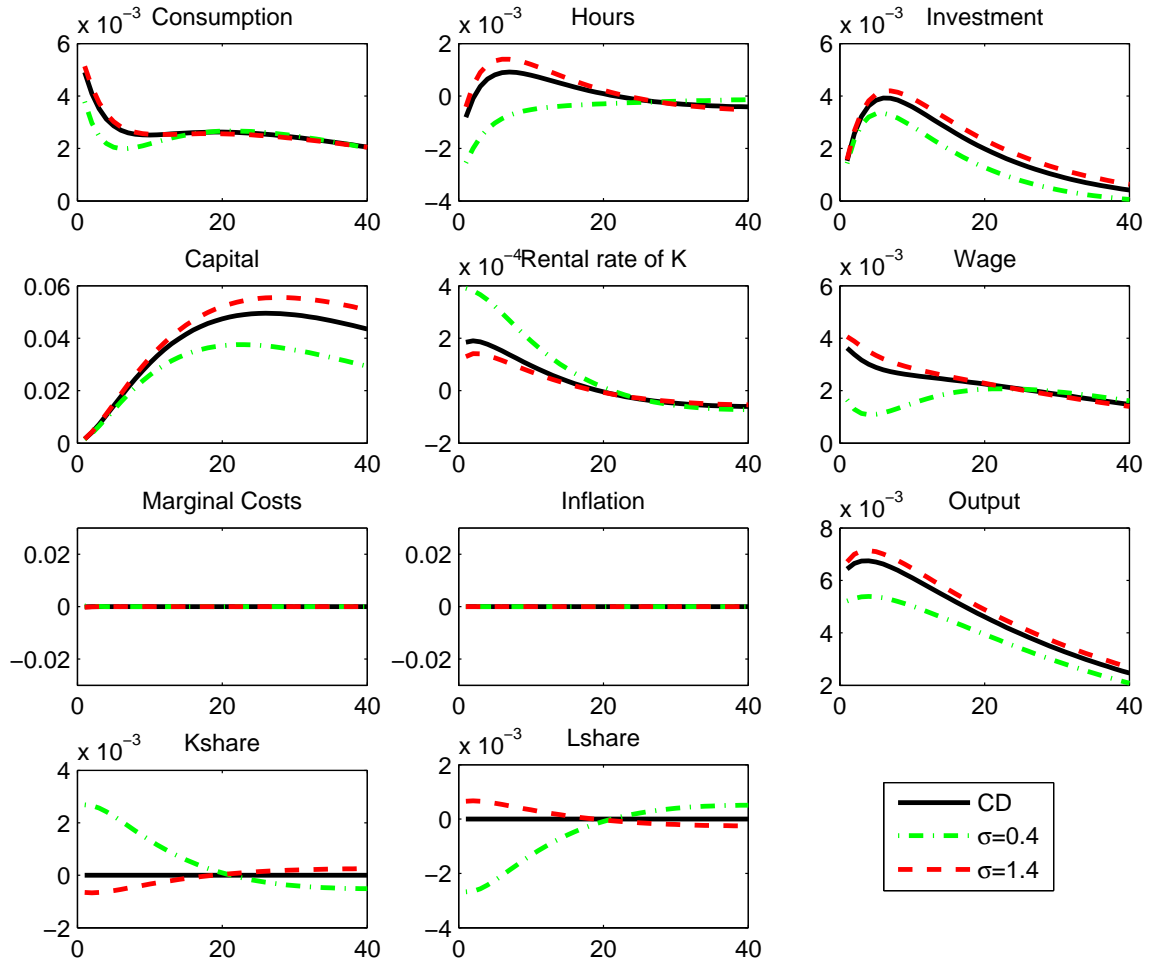 x 10⁻³ Consumption
6
4
2
0
0 20 40
x 10⁻³ Hours
2
0
−2
−4
0 20 40
x 10⁻³ Investment
6
4
2
0
0 20 40
Capital
0.06
0.04
0.02
0
0 20 40
x 10⁻⁴ Rental rate of K
4
2
0
−2
0 20 40
x 10⁻³ Wage
6
4
2
0
0 20 40
Marginal Costs
0.02
0
−0.02
0 20 40
Inflation
0.02
0
−0.02
0 20 40
x 10⁻³ Output
8
6
4
2
0 20 40
x 10⁻³ Kshare
4
2
0
−2
0 20 40
x 10⁻³ Lshare
2
0
−2
−4
0 20 40
CD
σ=0.4
σ=1.4